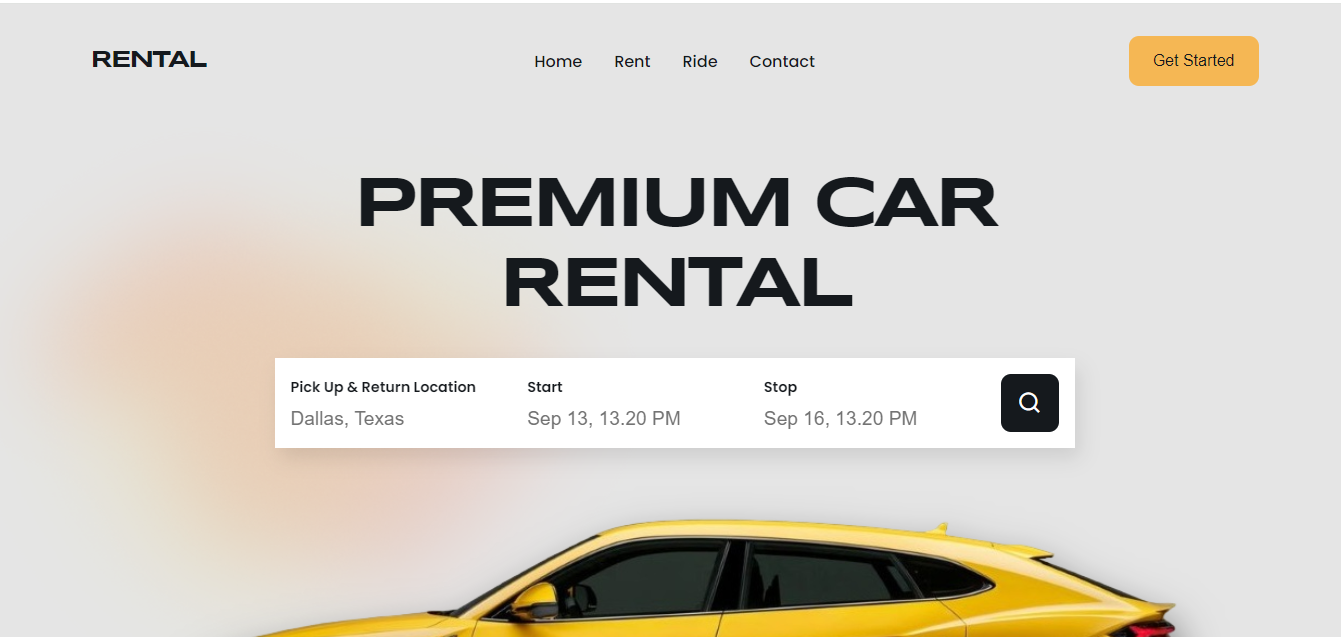 RENTAL
Home Rent Ride Contact
Get Started
PREMIUM CAR
RENTAL
Pick Up & Return Location Start Stop
Dallas, Texas Sep 13, 13.20 PM Sep 16, 13.20 PM